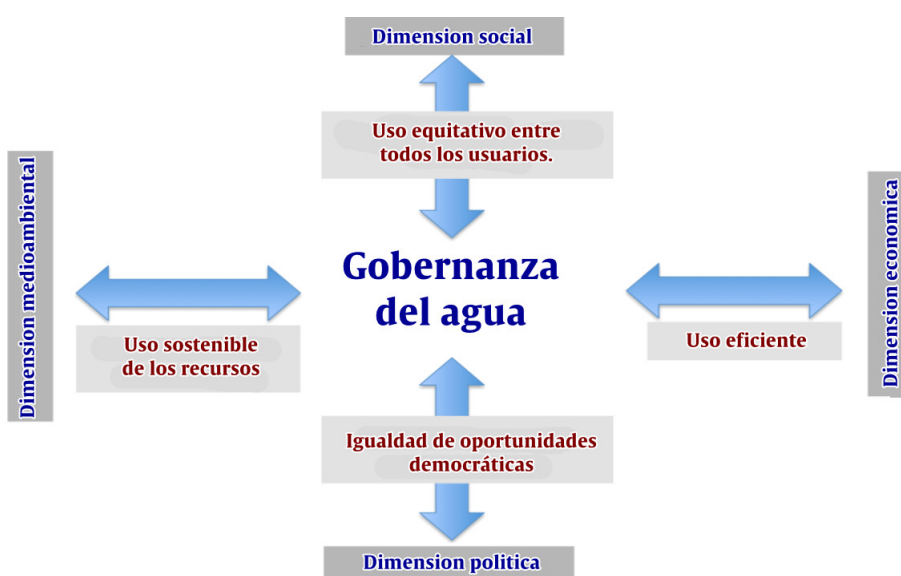 Dimension social
Uso equitativo entre
todos los usuarios.
Dimension medioambiental
Gobernanza
del agua
Dimension economica
Uso sostenible
de los recursos
Uso eficiente
Igualdad de oportunidades
democráticas
Dimension politica